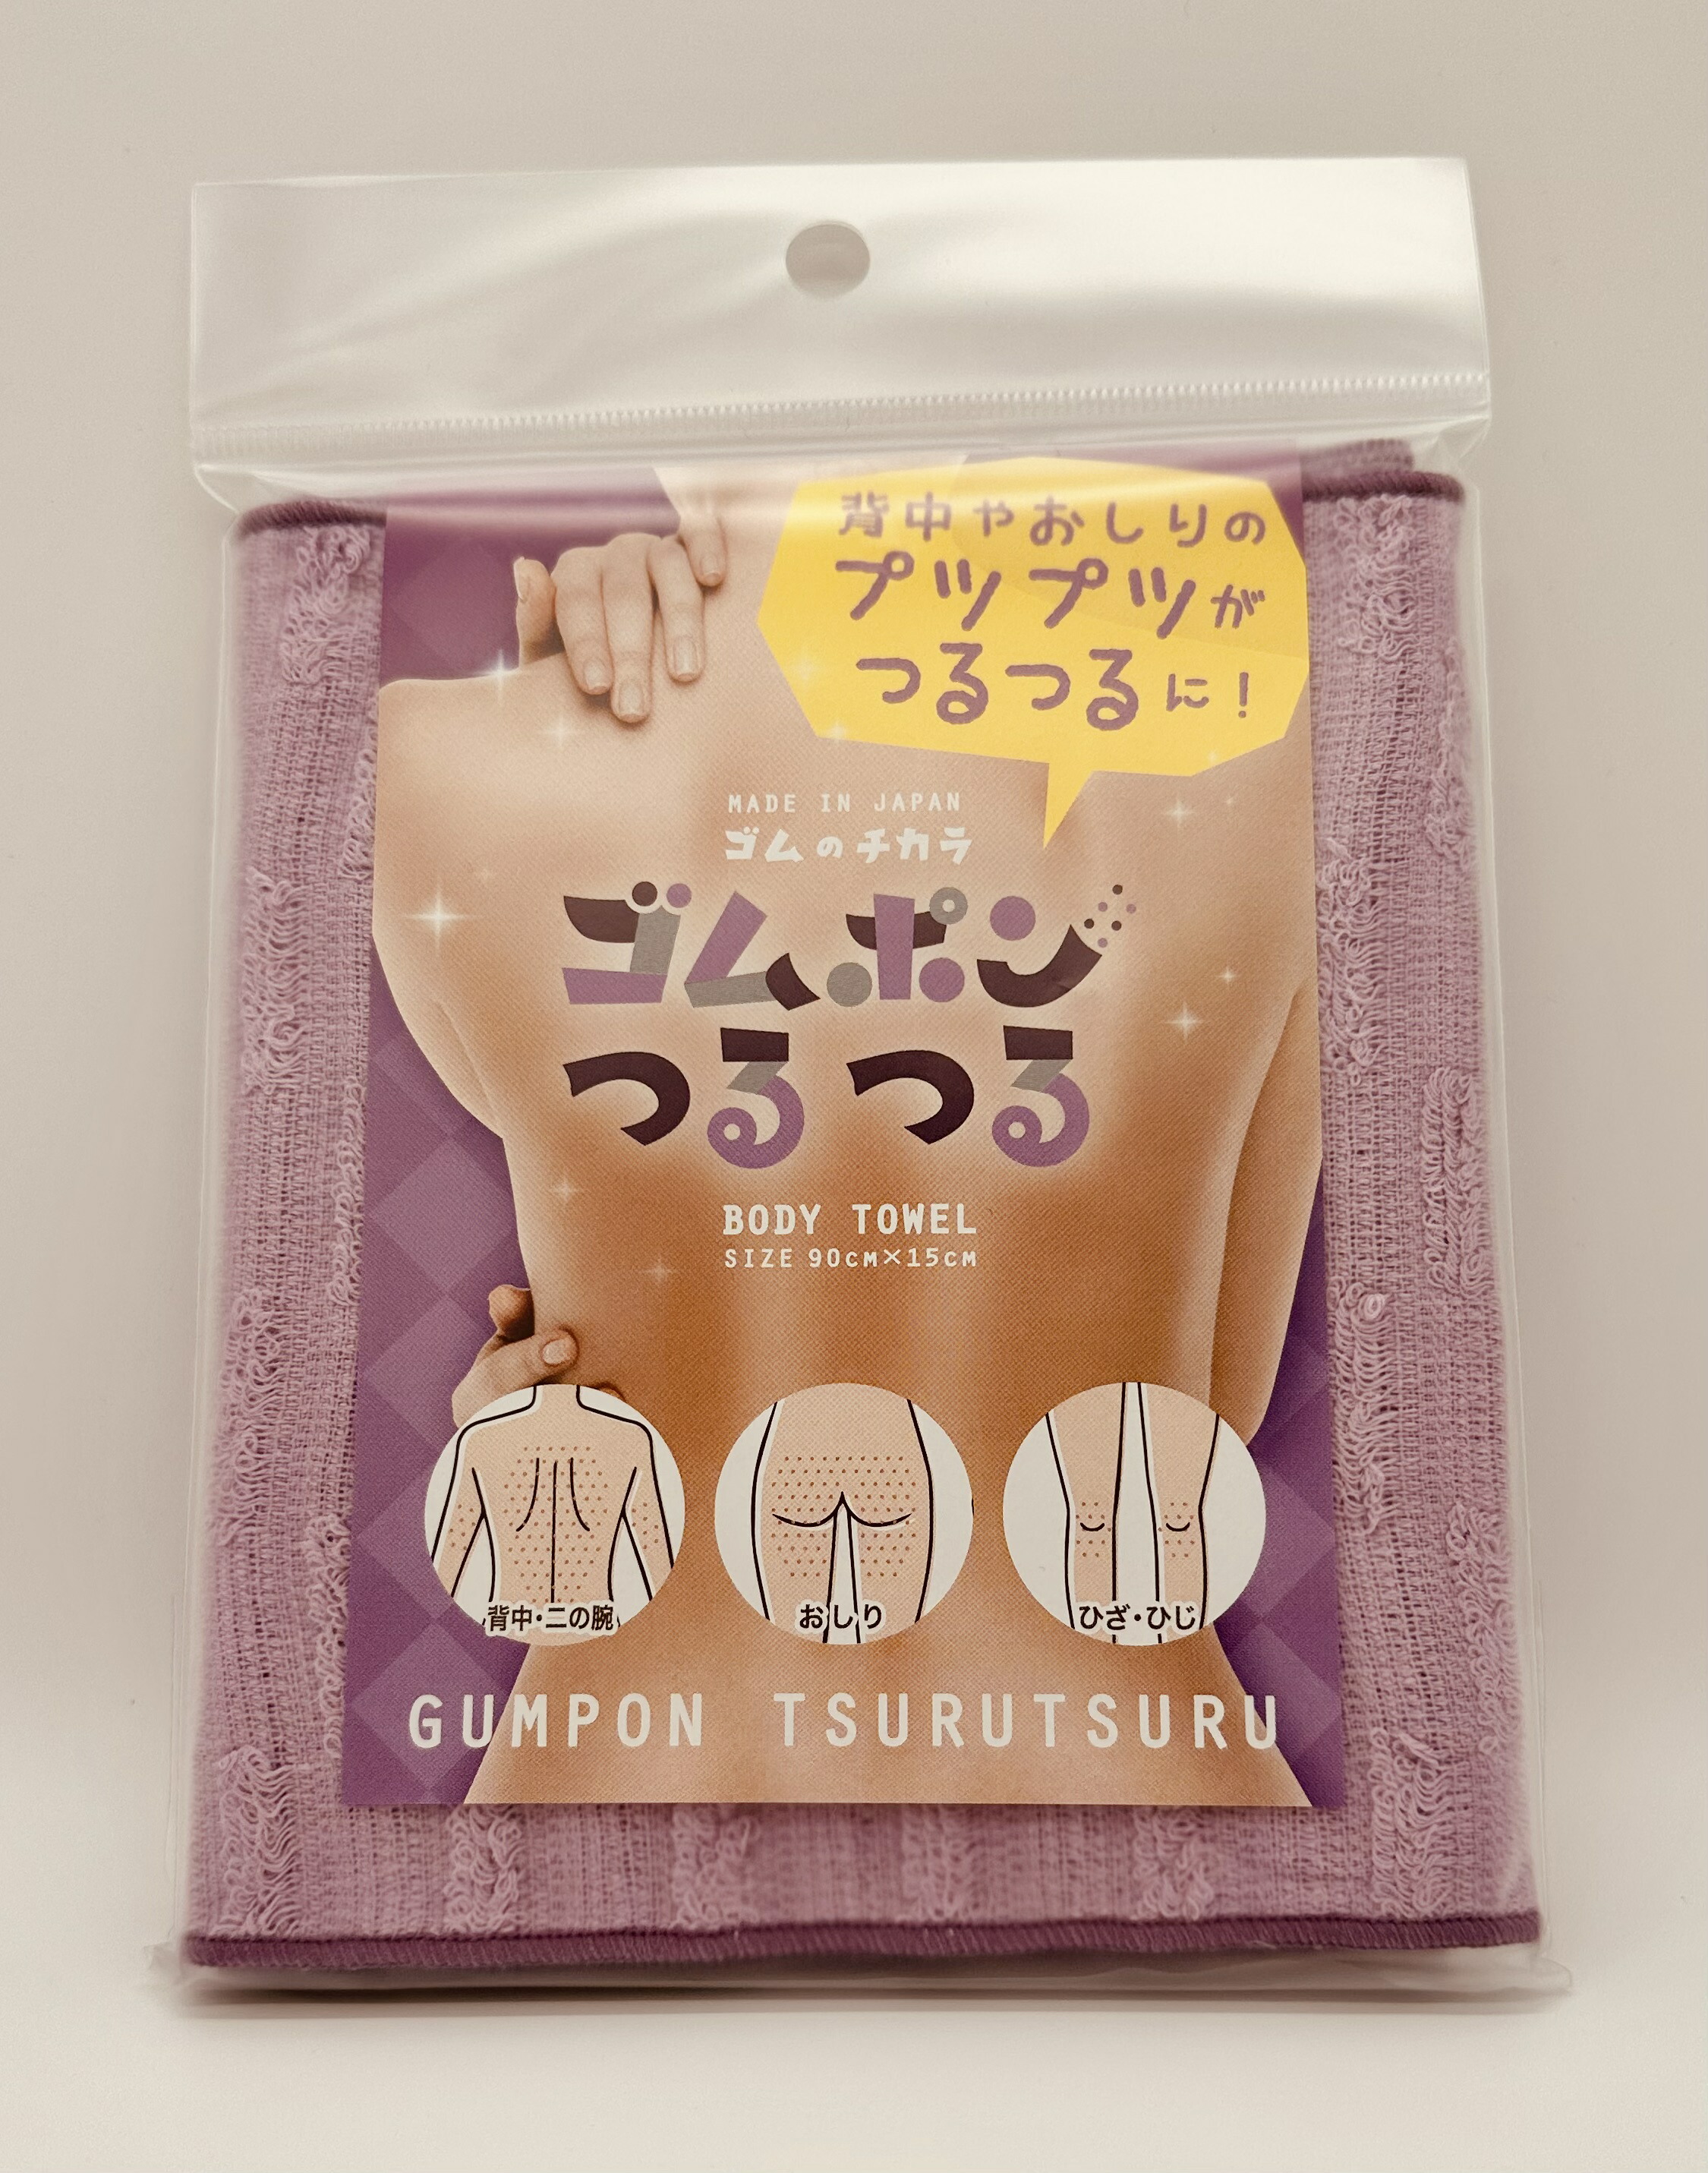 背中やおしりの
プツプツが
つるつるに!
MADE IN JAPAN
ゴムのチカラ
ゴムポン
つるつる
BODY TOWEL
SIZE 90CM×15CM
背中・二の腕
おしり
ひざ・ひじ
GUMPON TSURUTSURU